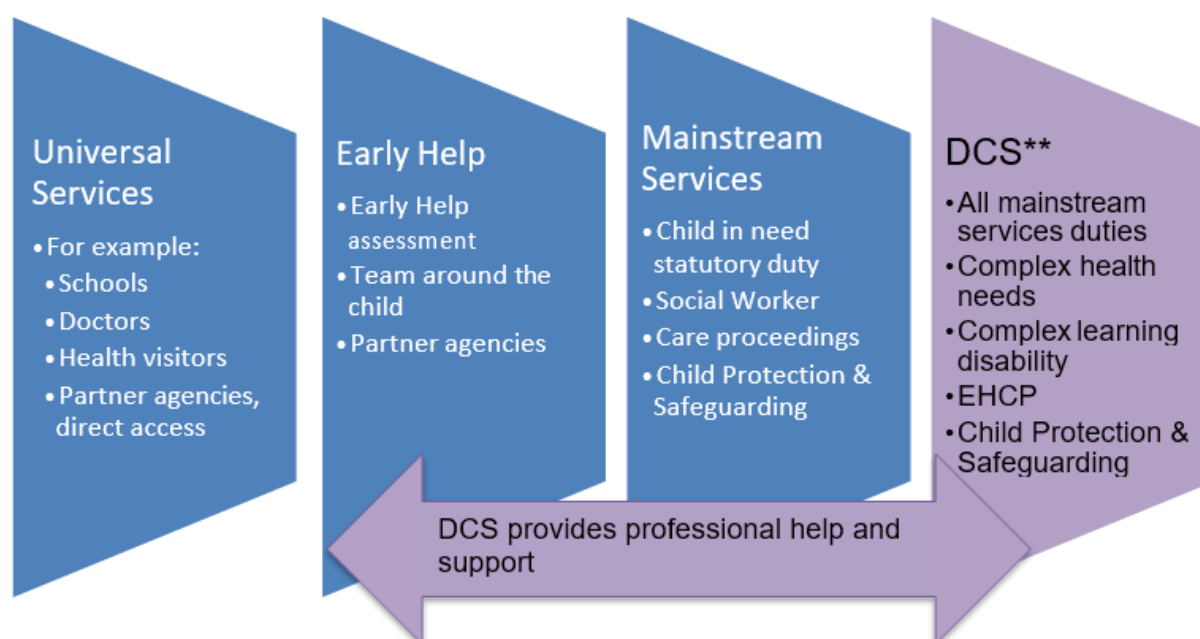 Universal
Services
• For example:
• Schools
• Doctors
• Health visitors
• Partner agencies,
direct access
Early Help
• Early Help
assessment
• Team around the
child
• Partner agencies
Mainstream
Services
• Child in need
statutory duty
• Social Worker
• Care proceedings
• Child Protection &
Safeguarding
DCS**
• All mainstream
services duties
• Complex health
needs
• Complex learning
disability
• EHCP
• Child Protection &
Safeguarding
DCS provides professional help and
support